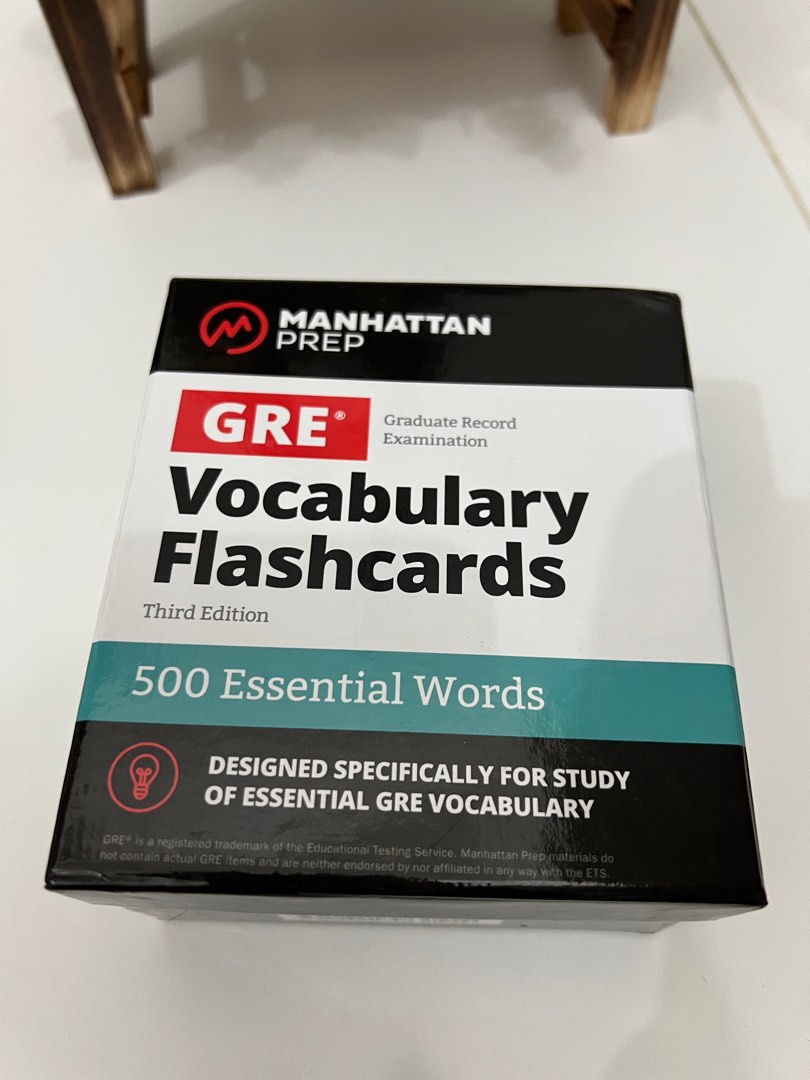 MANHATTAN
PREP
GRE®
Graduate Record
Examination
Vocabulary
Flashcards
Third Edition
500 Essential Words
DESIGNED SPECIFICALLY FOR STUDY
OF ESSENTIAL GRE VOCABULARY
GRE® is a registered trademark of the Educational Testing Service. Manhattan Prep materials do
not contain actual GRE items and are neither endorsed by nor affiliated in any way with the ETS.